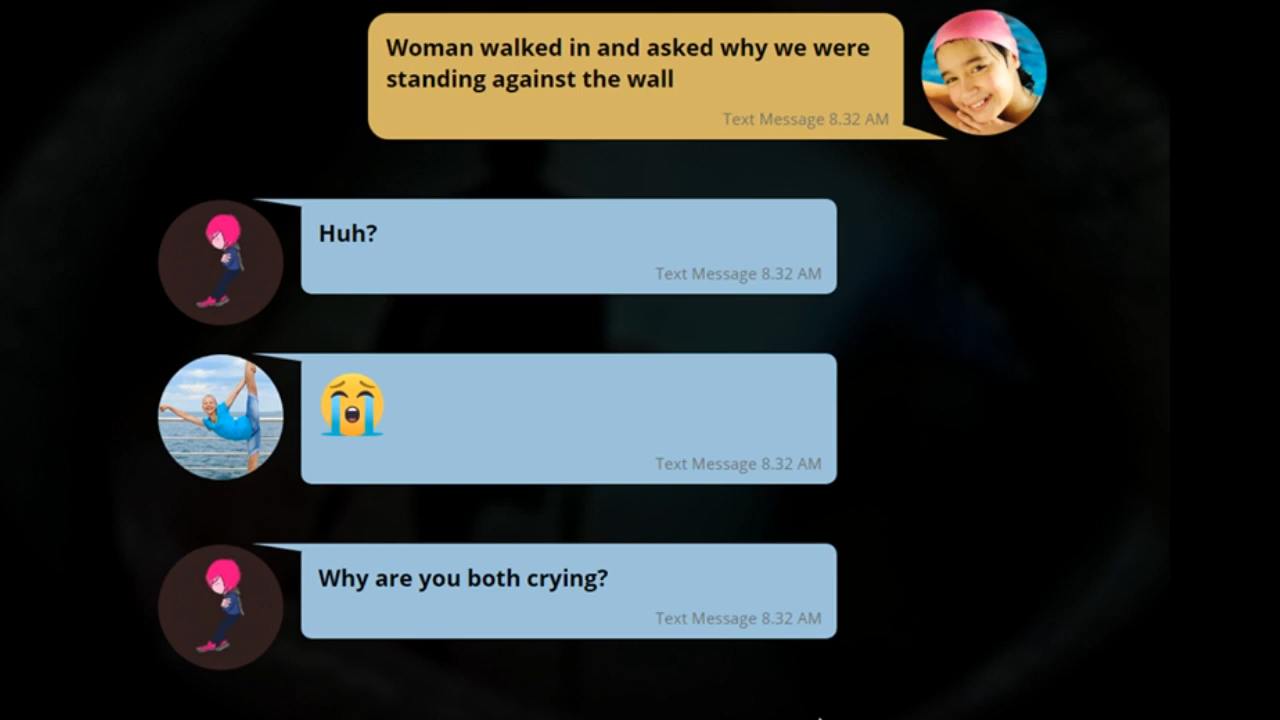 Woman walked in and asked why we were
standing against the wall
Text Message 8.32 AM
Huh?
Text Message 8.32 AM
😭
Text Message 8.32 AM
Why are you both crying?
Text Message 8.32 AM